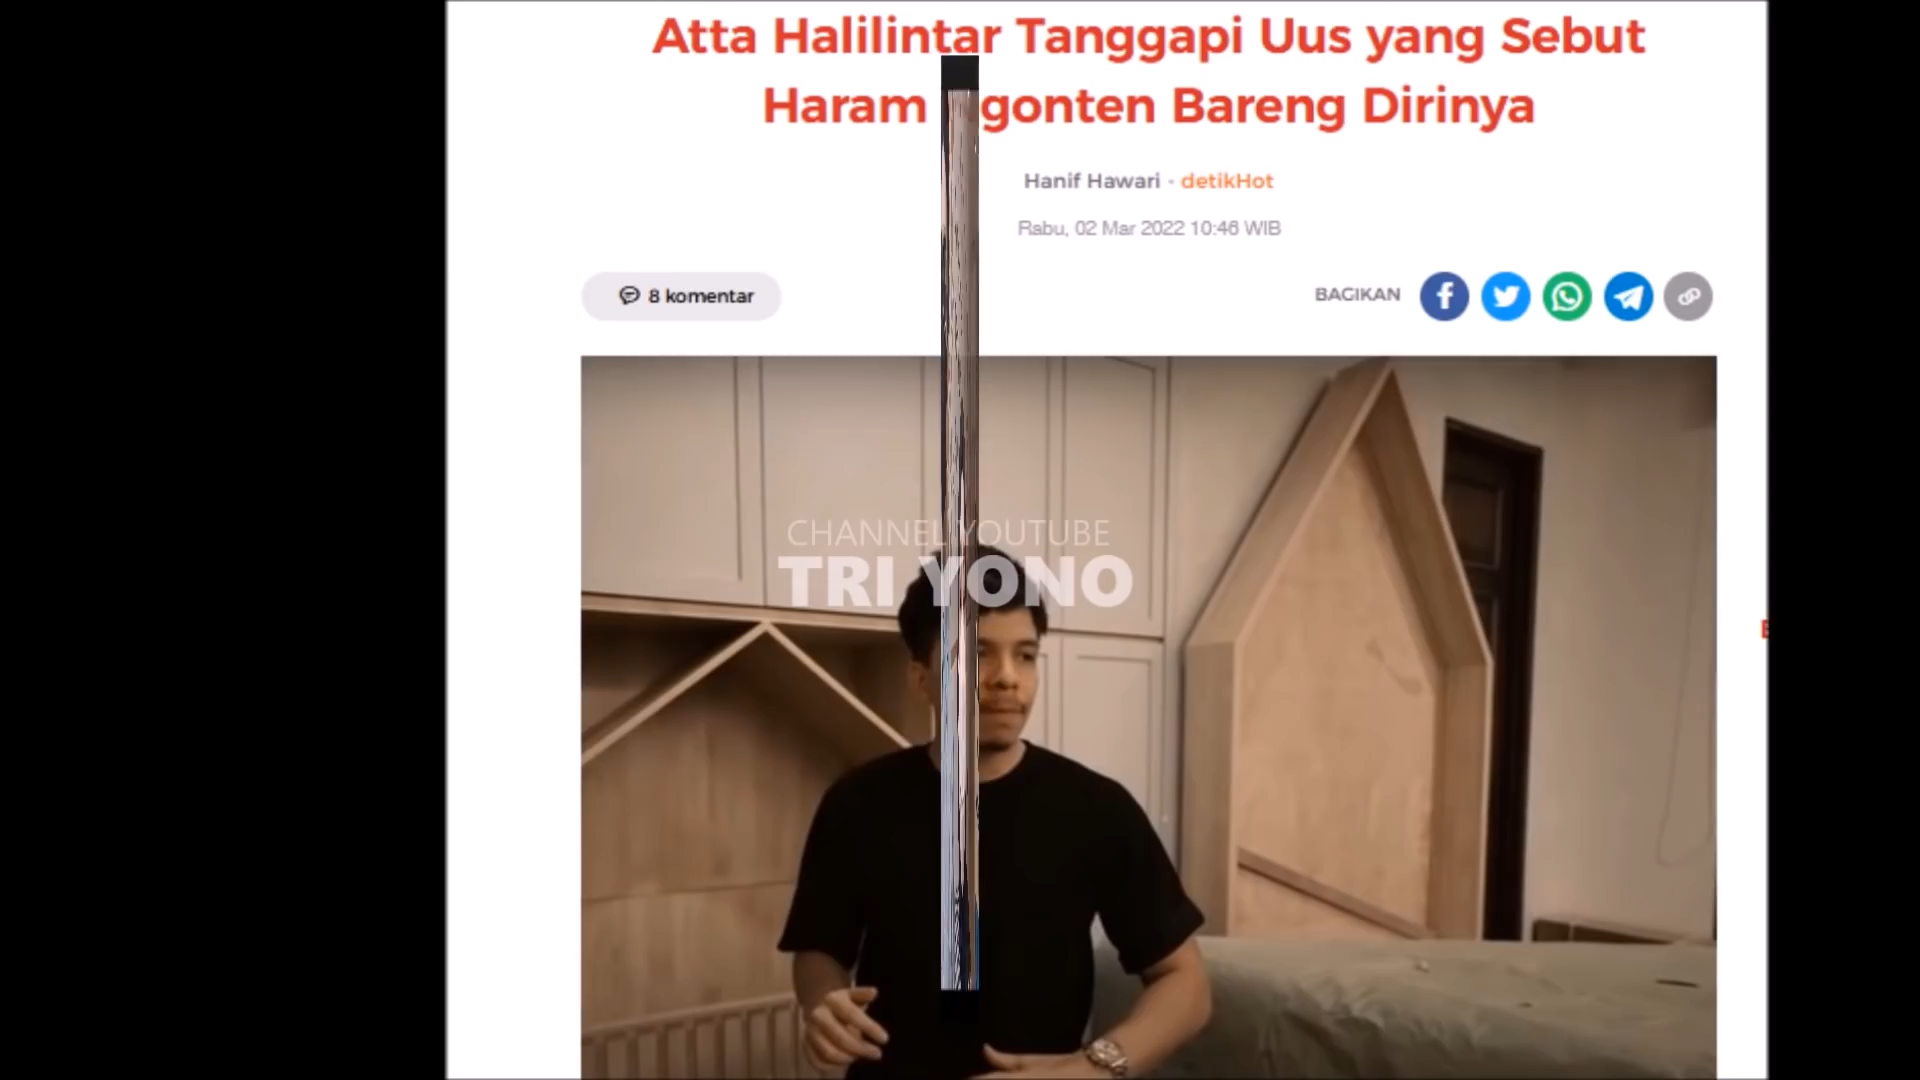 Atta Halilintar Tanggapi Uus yang Sebut
Haram gonten Bareng Dirinya
Hanif Hawari - detikHot
Rabu, 02 Mar 2022 10:46 WIB
8 komentar
BAGIKAN
CHANNEL YOUTUBE
TRI YONO